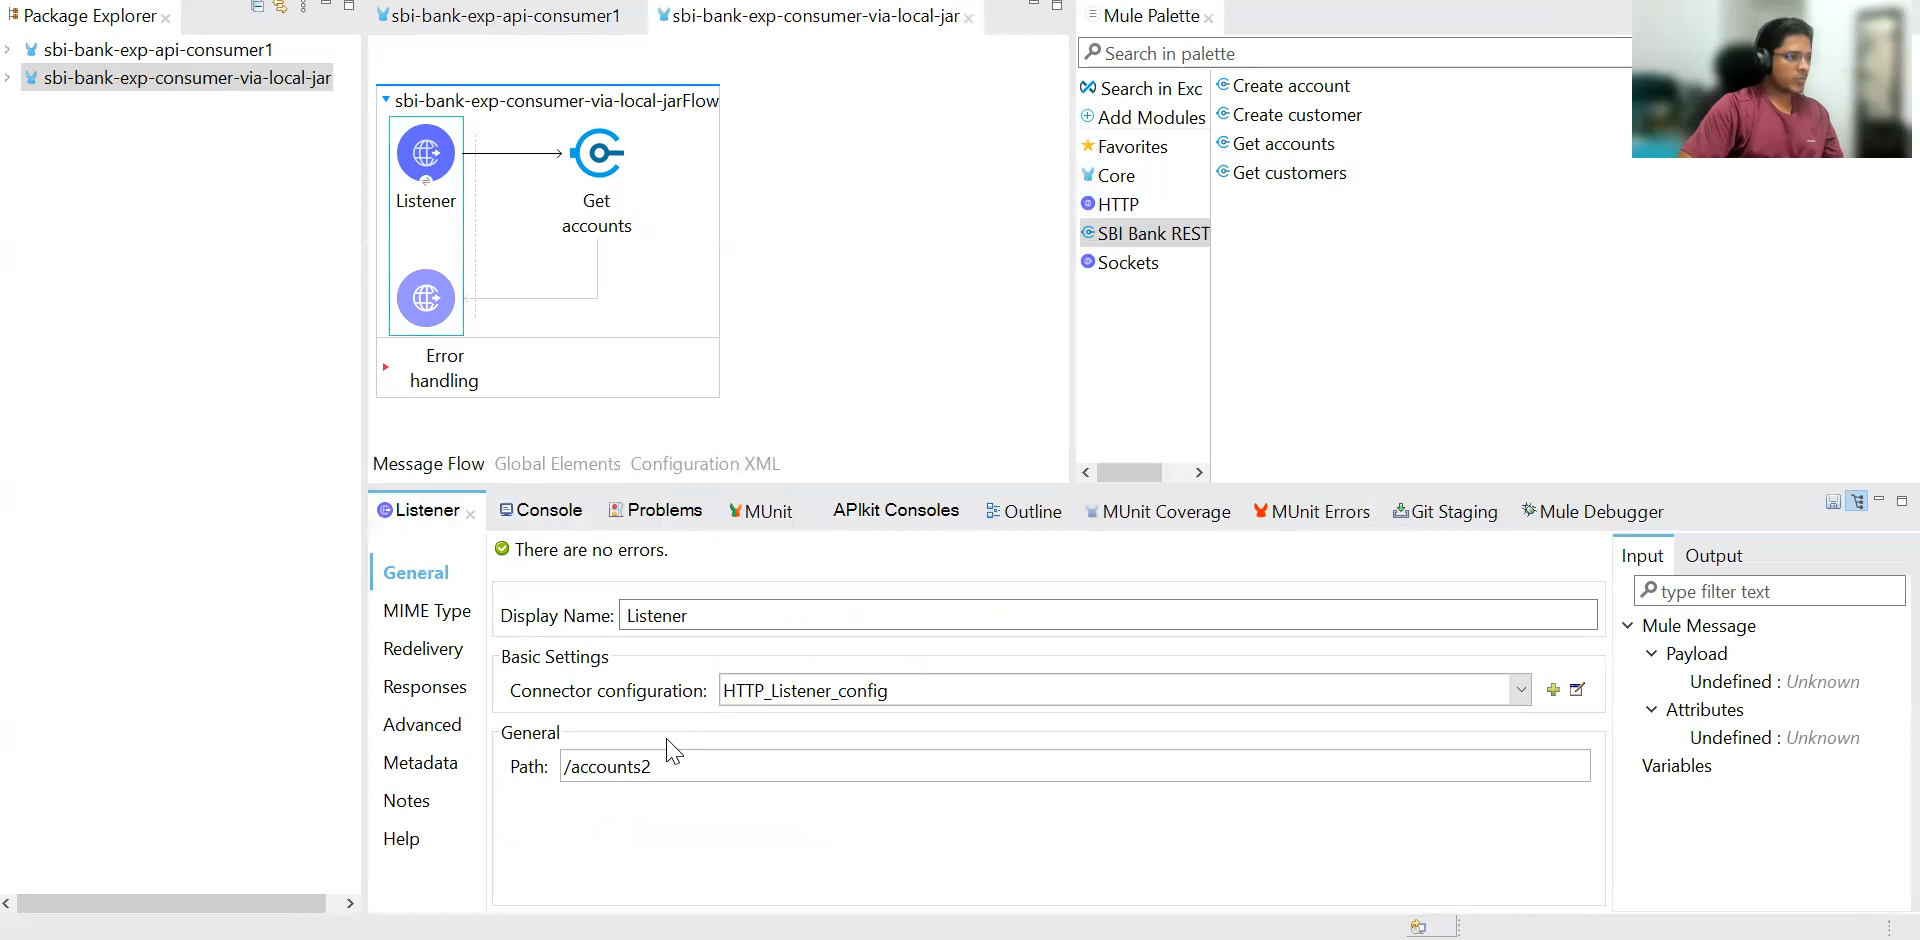 Package Explorer
sbi-bank-exp-api-consumer1
sbi-bank-exp-consumer-via-local-jar
sbi-bank-exp-api-consumer1
sbi-bank-exp-consumer-via-local-jar
sbi-bank-exp-consumer-via-local-jarFlow
Listener
Get
accounts
Error
handling
Message Flow Global Elements Configuration XML
Mule Palette
Search in palette
Search in Exc
Add Modules
Favorites
Core
HTTP
SBI Bank REST
Sockets
Create account
Create customer
Get accounts
Get customers
Listener Console Problems MUnit APIkit Consoles Outline MUnit Coverage MUnit Errors Git Staging Mule Debugger
General
MIME Type
Redelivery
Responses
Advanced
Metadata
Notes
Help
There are no errors.
Display Name: Listener
Basic Settings
Connector configuration: HTTP_Listener_config
General
Path: /accounts2
Input Output
type filter text
Mule Message
Payload
Undefined : Unknown
Attributes
Undefined : Unknown
Variables